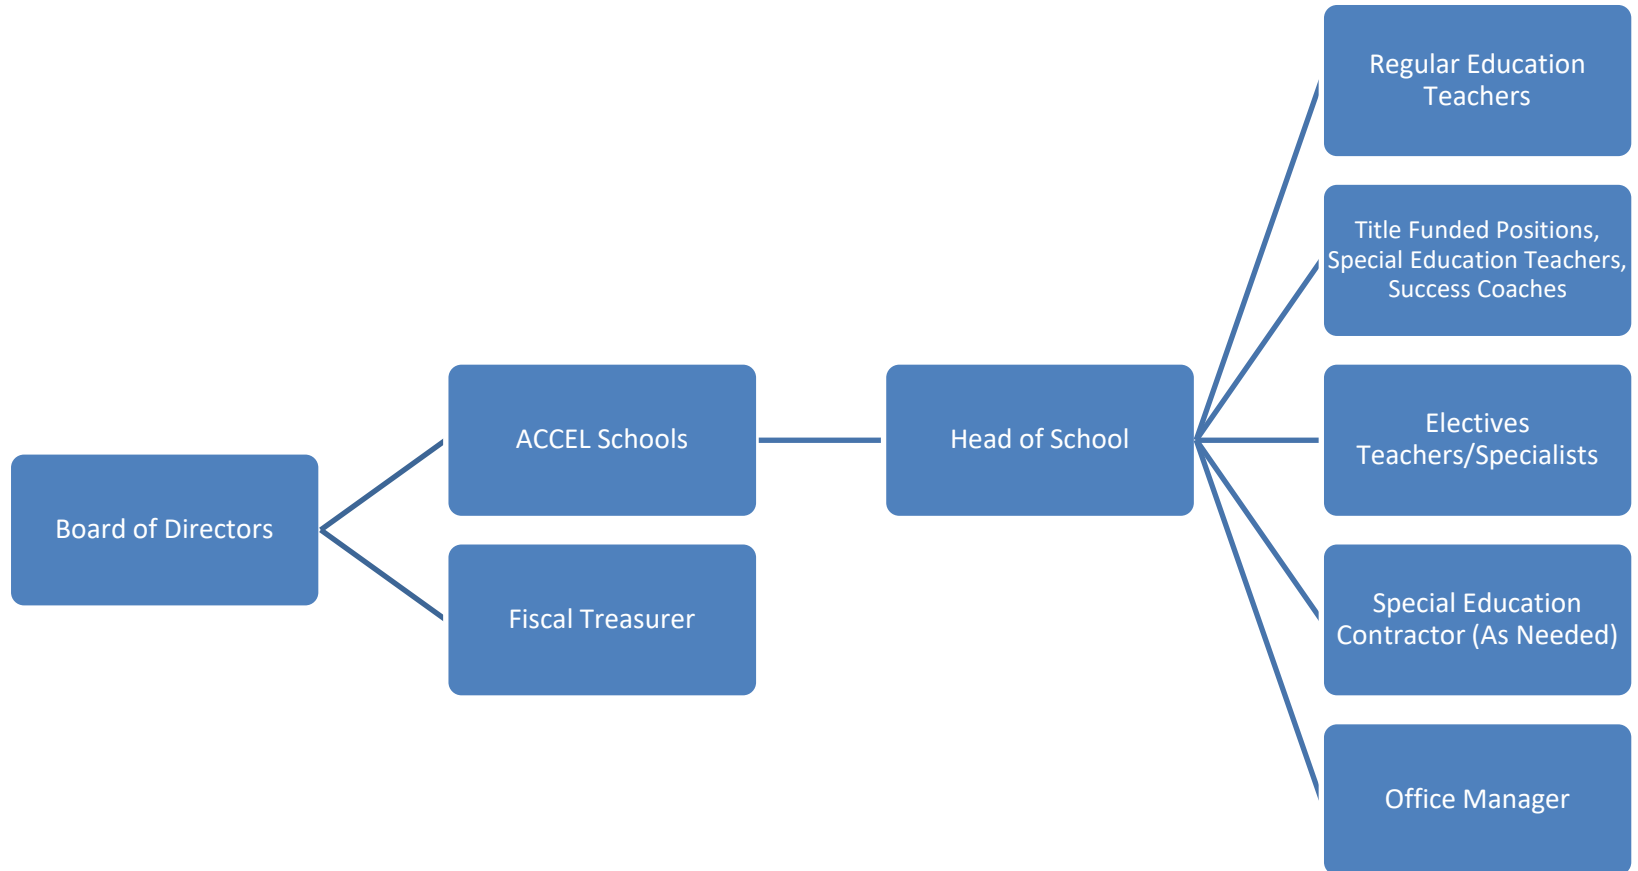 Board of Directors
ACCEL Schools
Fiscal Treasurer
Head of School
Regular Education
Teachers
Title Funded Positions,
Special Education Teachers,
Success Coaches
Electives
Teachers/Specialists
Special Education
Contractor (As Needed)
Office Manager